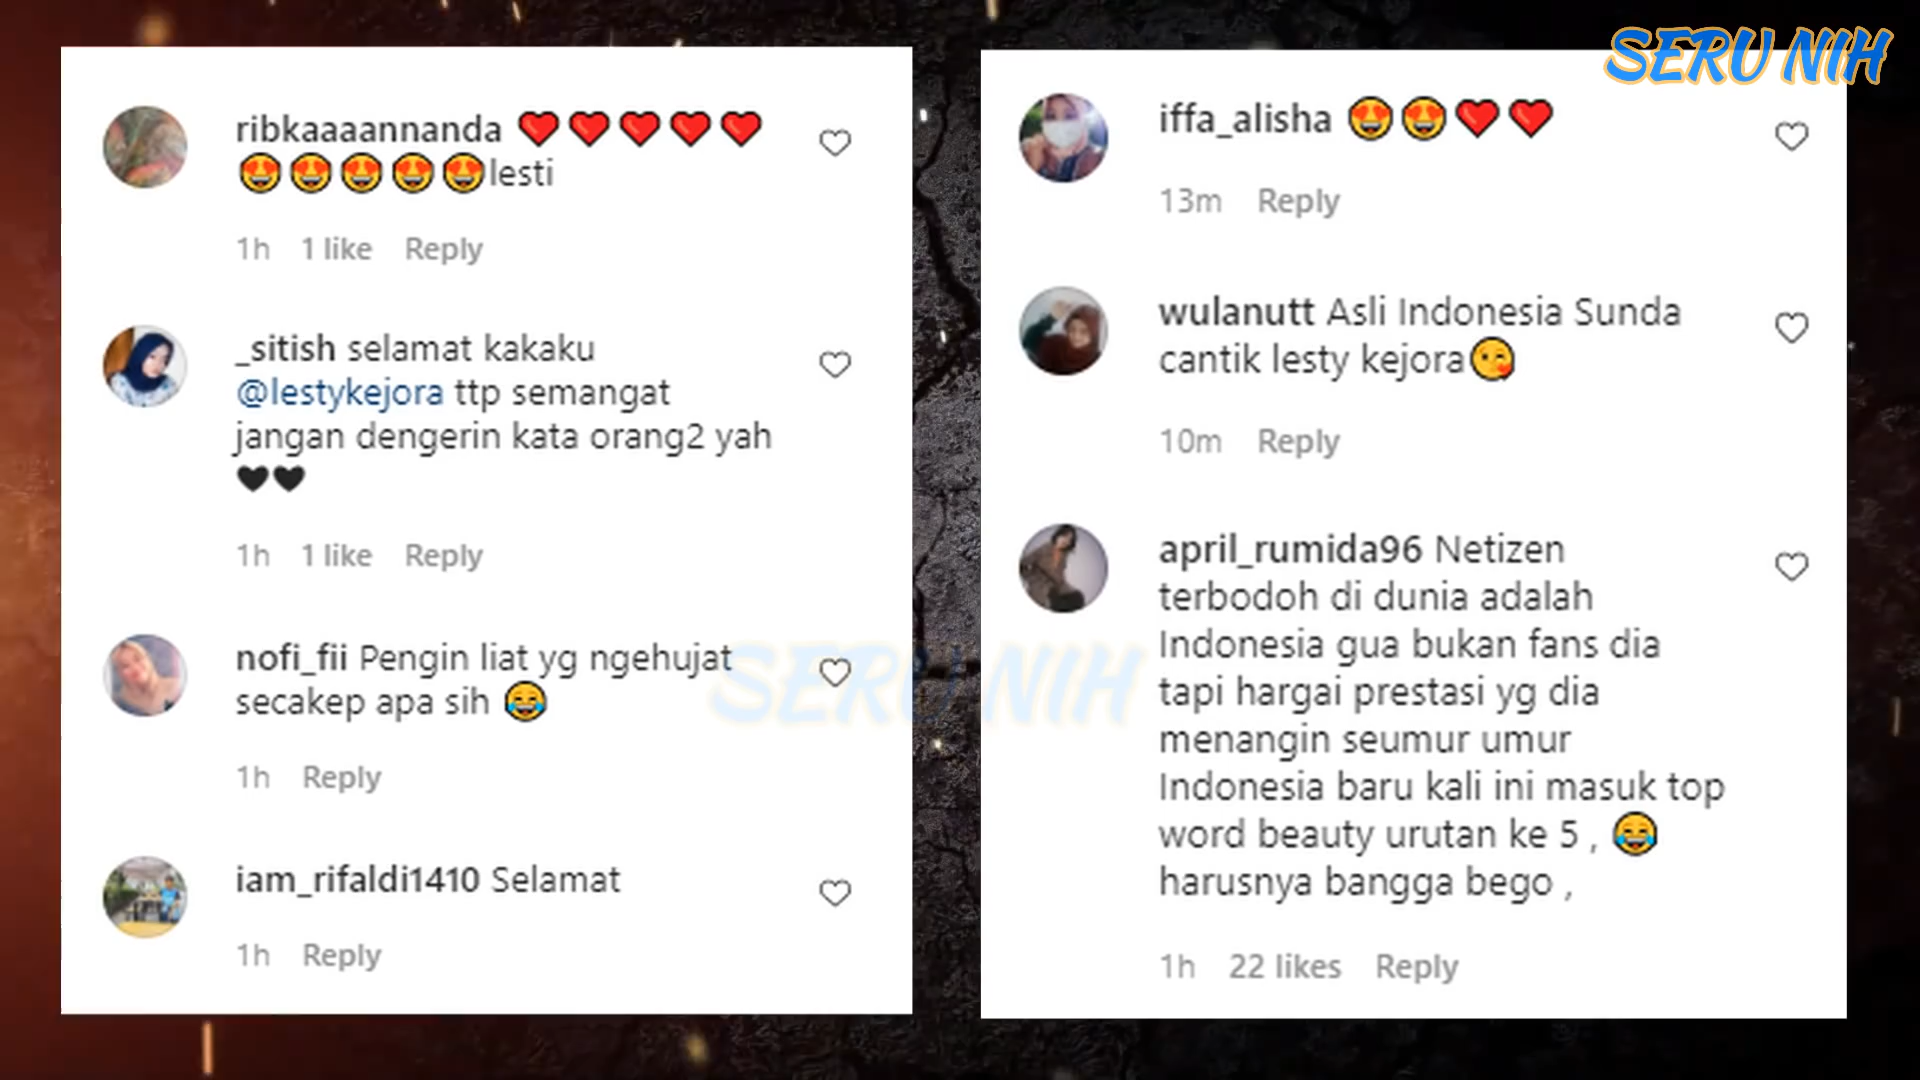 SERU NIH
ribkaaaannanda ❤️❤️❤️❤️❤️
😍😍😍😍😍lesti
1h 1 like Reply
_sitish selamat kakaku
@lestykejora ttp semangat
jangan dengerin kata orang2 yah
🖤🖤
1h 1 like Reply
nofi_fii Pengin liat yg ngehujat
secakep apa sih 😂
1h Reply
iam_rifaldi1410 Selamat
1h Reply
iffa_alisha 😍😍❤️❤️
13m Reply
wulanutt Asli Indonesia Sunda
cantik lesty kejora😘
10m Reply
april_rumida96 Netizen
terbodoh di dunia adalah
Indonesia gua bukan fans dia
tapi hargai prestasi yg dia
menangin seumur umur
Indonesia baru kali ini masuk top
word beauty urutan ke 5 , 😂
harusnya bangga bego ,
1h 22 likes Reply
SERU NIH